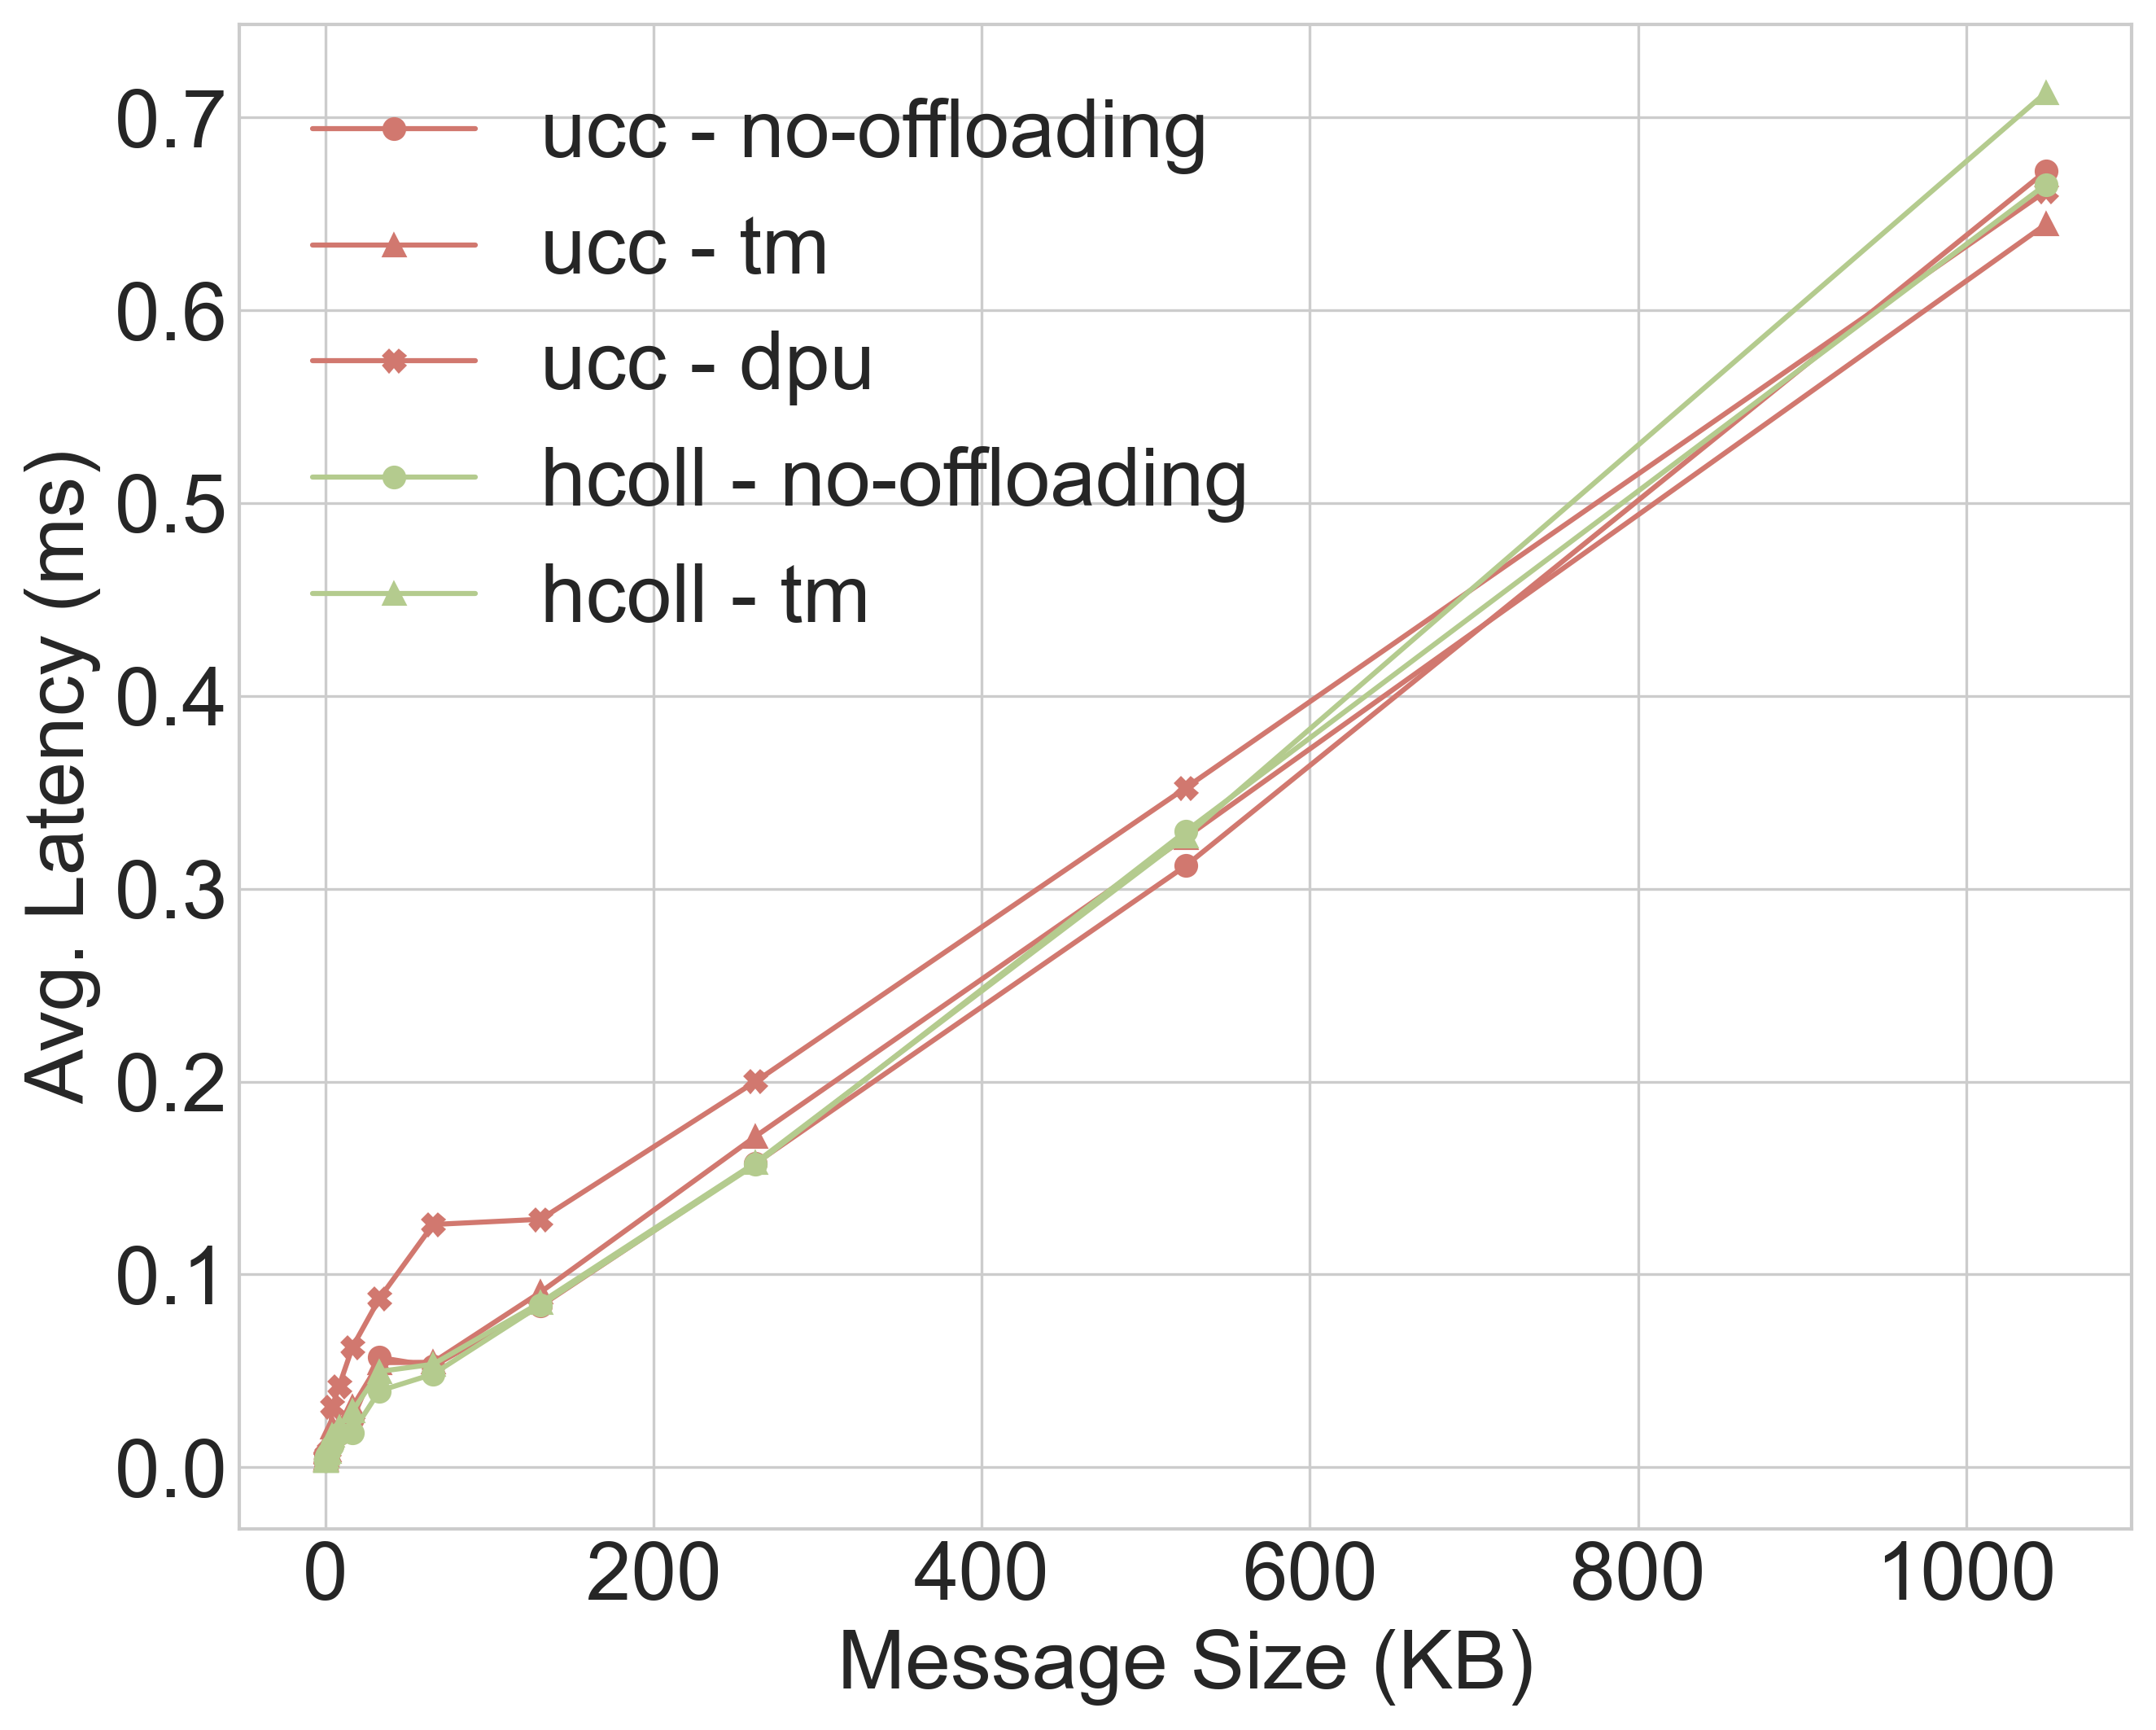 ucc - no-offloading
ucc - tm
ucc - dpu
hcoll - no-offloading
hcoll - tm
0.7
0.6
0.5
0.4
0.3
0.2
0.1
0.0
Avg. Latency (ms)
0 200 400 600 800 1000
Message Size (KB)